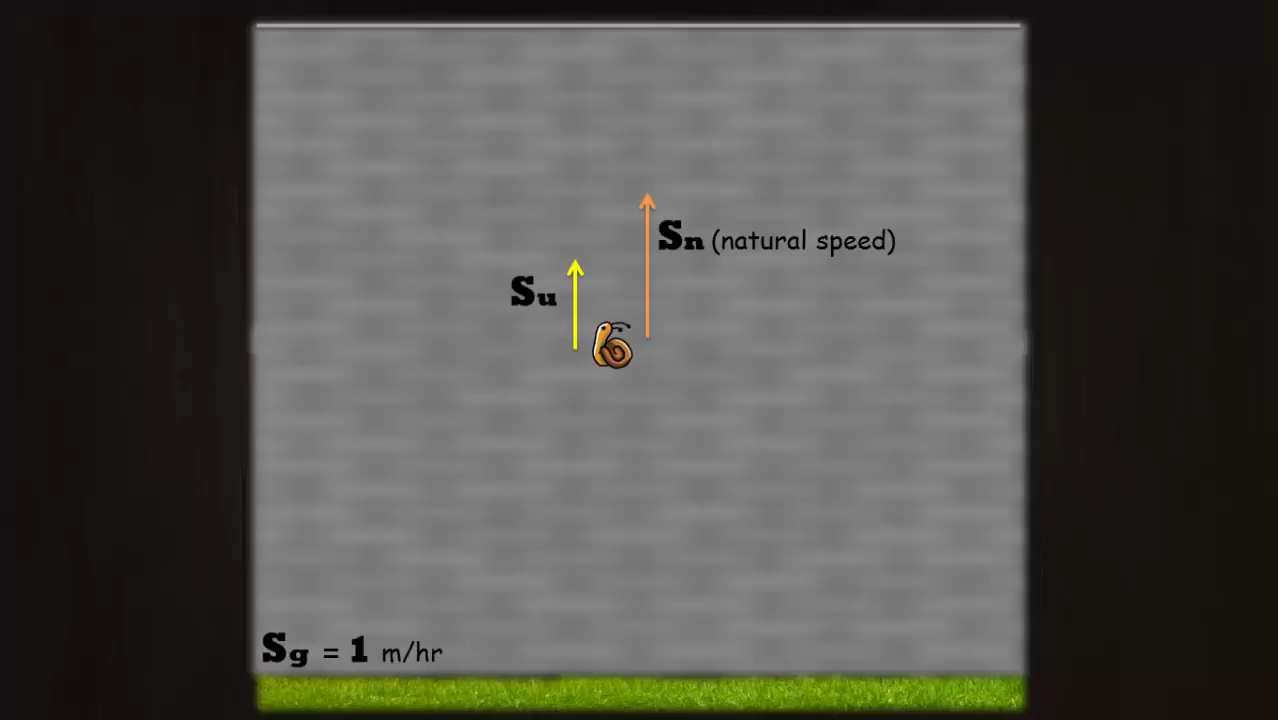 Sn (natural speed)
Su
Sg = 1 m/hr